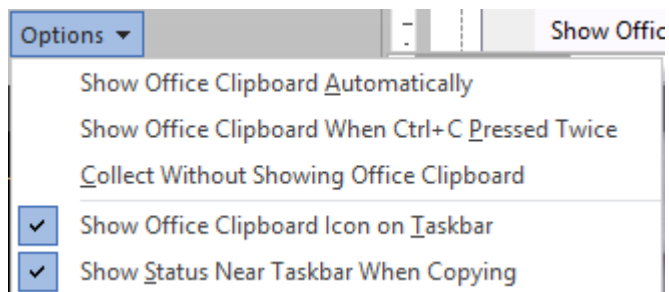 Options
Show Offic
Show Office Clipboard Automatically
Show Office Clipboard When Ctrl+C Pressed Twice
Collect Without Showing Office Clipboard
Show Office Clipboard Icon on Taskbar
Show Status Near Taskbar When Copying